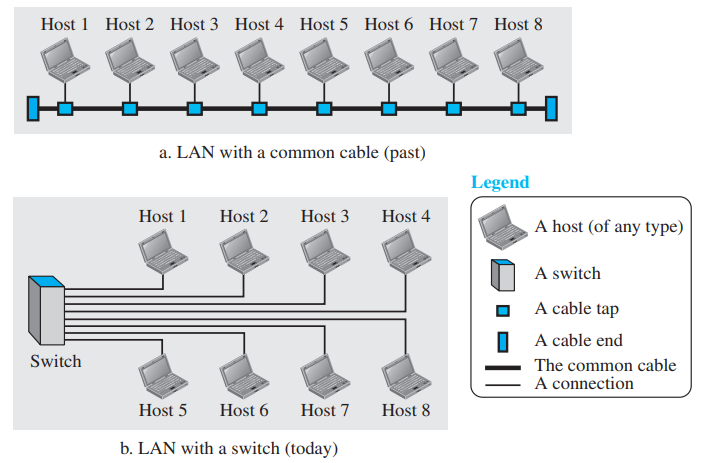 Host 1 Host 2 Host 3 Host 4 Host 5 Host 6 Host 7 Host 8
a. LAN with a common cable (past)
Legend
A host (of any type)
A switch
A cable tap
A cable end
The common cable
A connection
Host 1 Host 2 Host 3 Host 4
Switch
Host 5 Host 6 Host 7 Host 8
b. LAN with a switch (today)